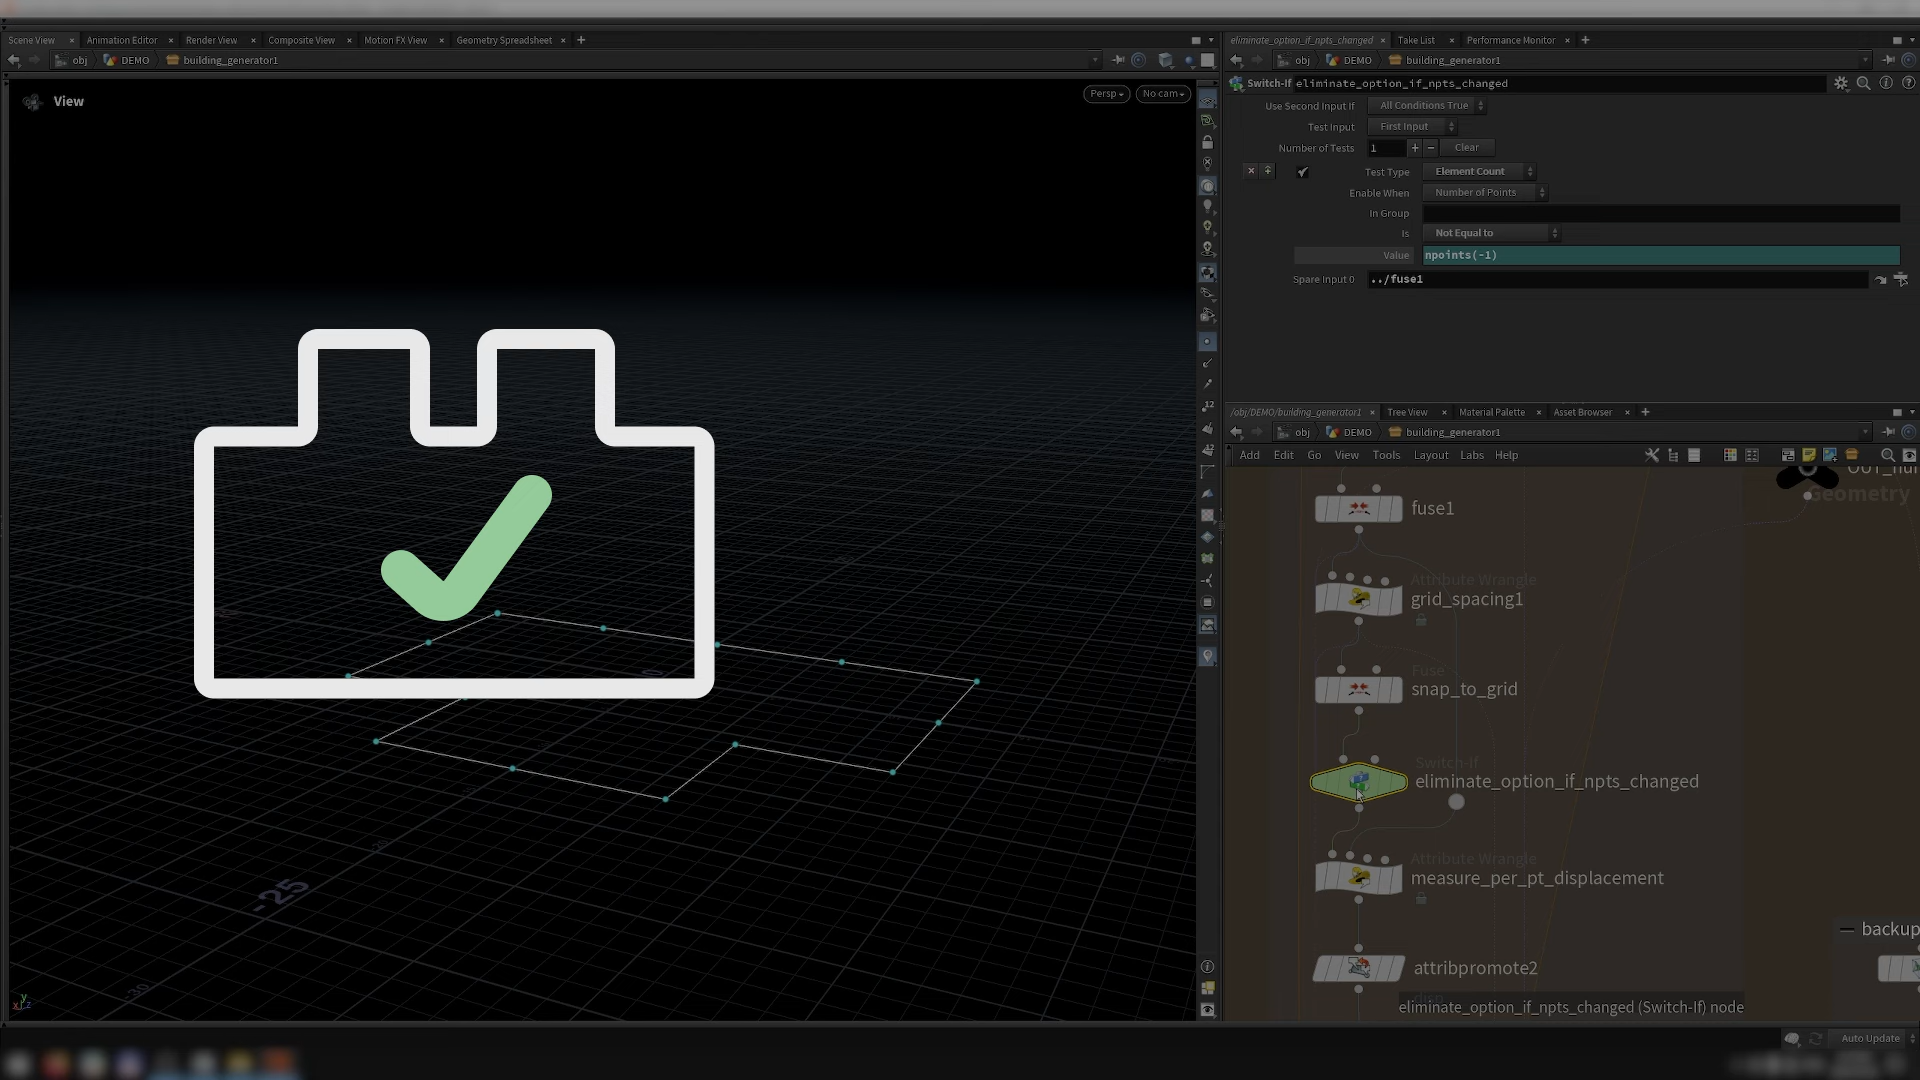 Scene View × Animation Editor × Render View × Composite View × Motion FX View × Geometry Spreadsheet × +
obj DEMO building_generator1
View
Persp No cam
-25
-30
eliminate_option_if_npts_changed × Take List × Performance Monitor × +
obj DEMO building_generator1
Switch-If eliminate_option_if_npts_changed
Use Second Input If All Conditions True
Test Input First Input
Number of Tests 1 + − Clear
Test Type Element Count
Enable When Number of Points
In Group
Is Not Equal to
Value npoints(-1)
Spare Input 0 ../fuse1
/obj/DEMO/building_generator1 × Tree View × Material Palette × Asset Browser × +
obj DEMO building_generator1
Add Edit Go View Tools Layout Labs Help
Geometry
fuse1
Attribute Wrangle
grid_spacing1
Fuse
snap_to_grid
Switch-If
eliminate_option_if_npts_changed
Attribute Wrangle
measure_per_pt_displacement
backup
attribpromote2
eliminate_option_if_npts_changed (Switch-If) node
Auto Update